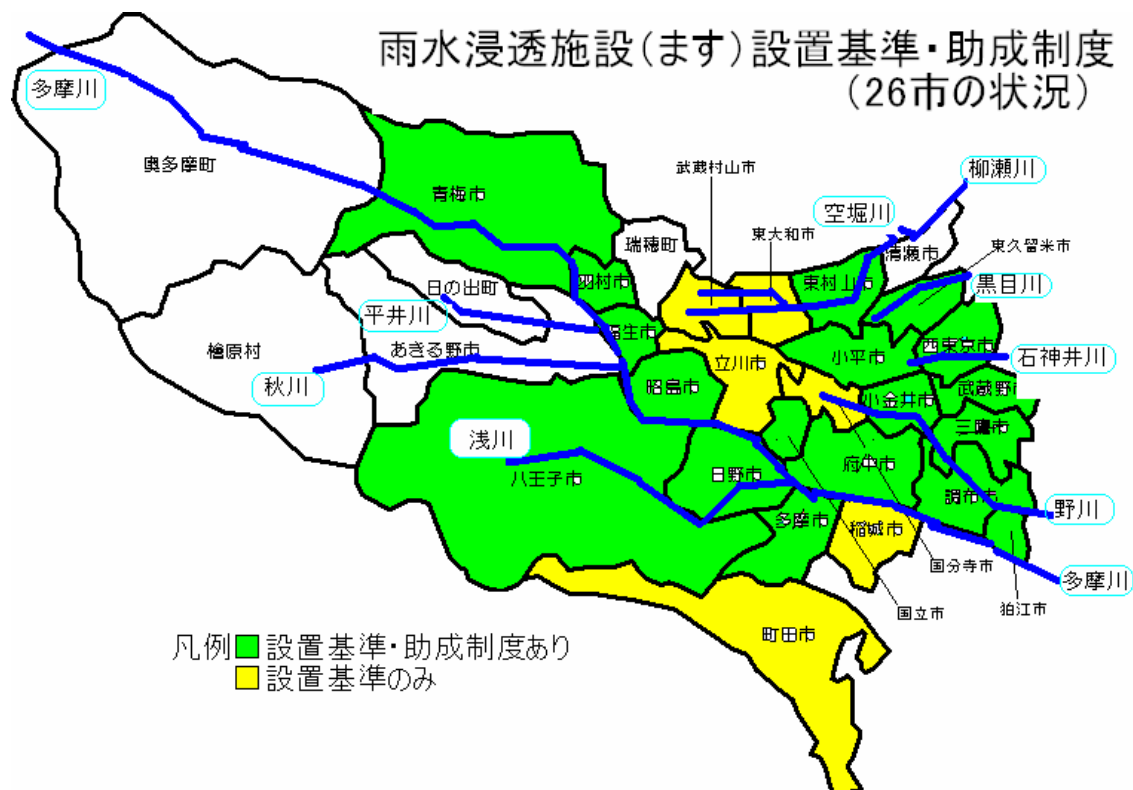 雨水浸透施設(ます)設置基準・助成制度
(26市の状況)
多摩川
奥多摩町
青梅市
武蔵村山市
柳瀬川
空堀川
瑞穂町
東大和市
清瀬市
東久留米市
羽村市
東村山市
黒目川
日の出町
平井川
福生市
檜原村
あきる野市
立川市
小平市
西東京市
石神井川
秋川
昭島市
小金井市
武蔵野
三鷹市
浅川
八王子市
日野市
府中市
調布市
野川
多摩市
稲城市
国分寺市
多摩川
国立市
狛江市
町田市
凡例 設置基準・助成制度あり
設置基準のみ